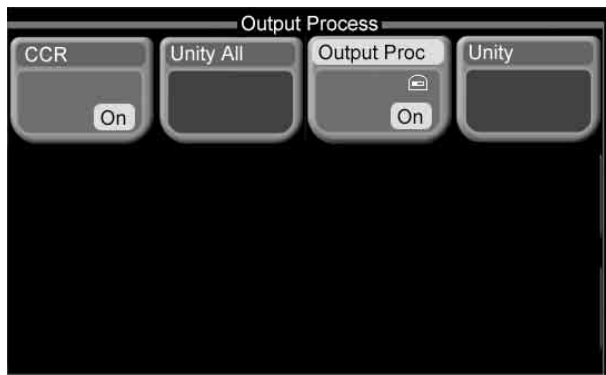 Output Process
CCR
Unity All
Output Proc
Unity
On
On